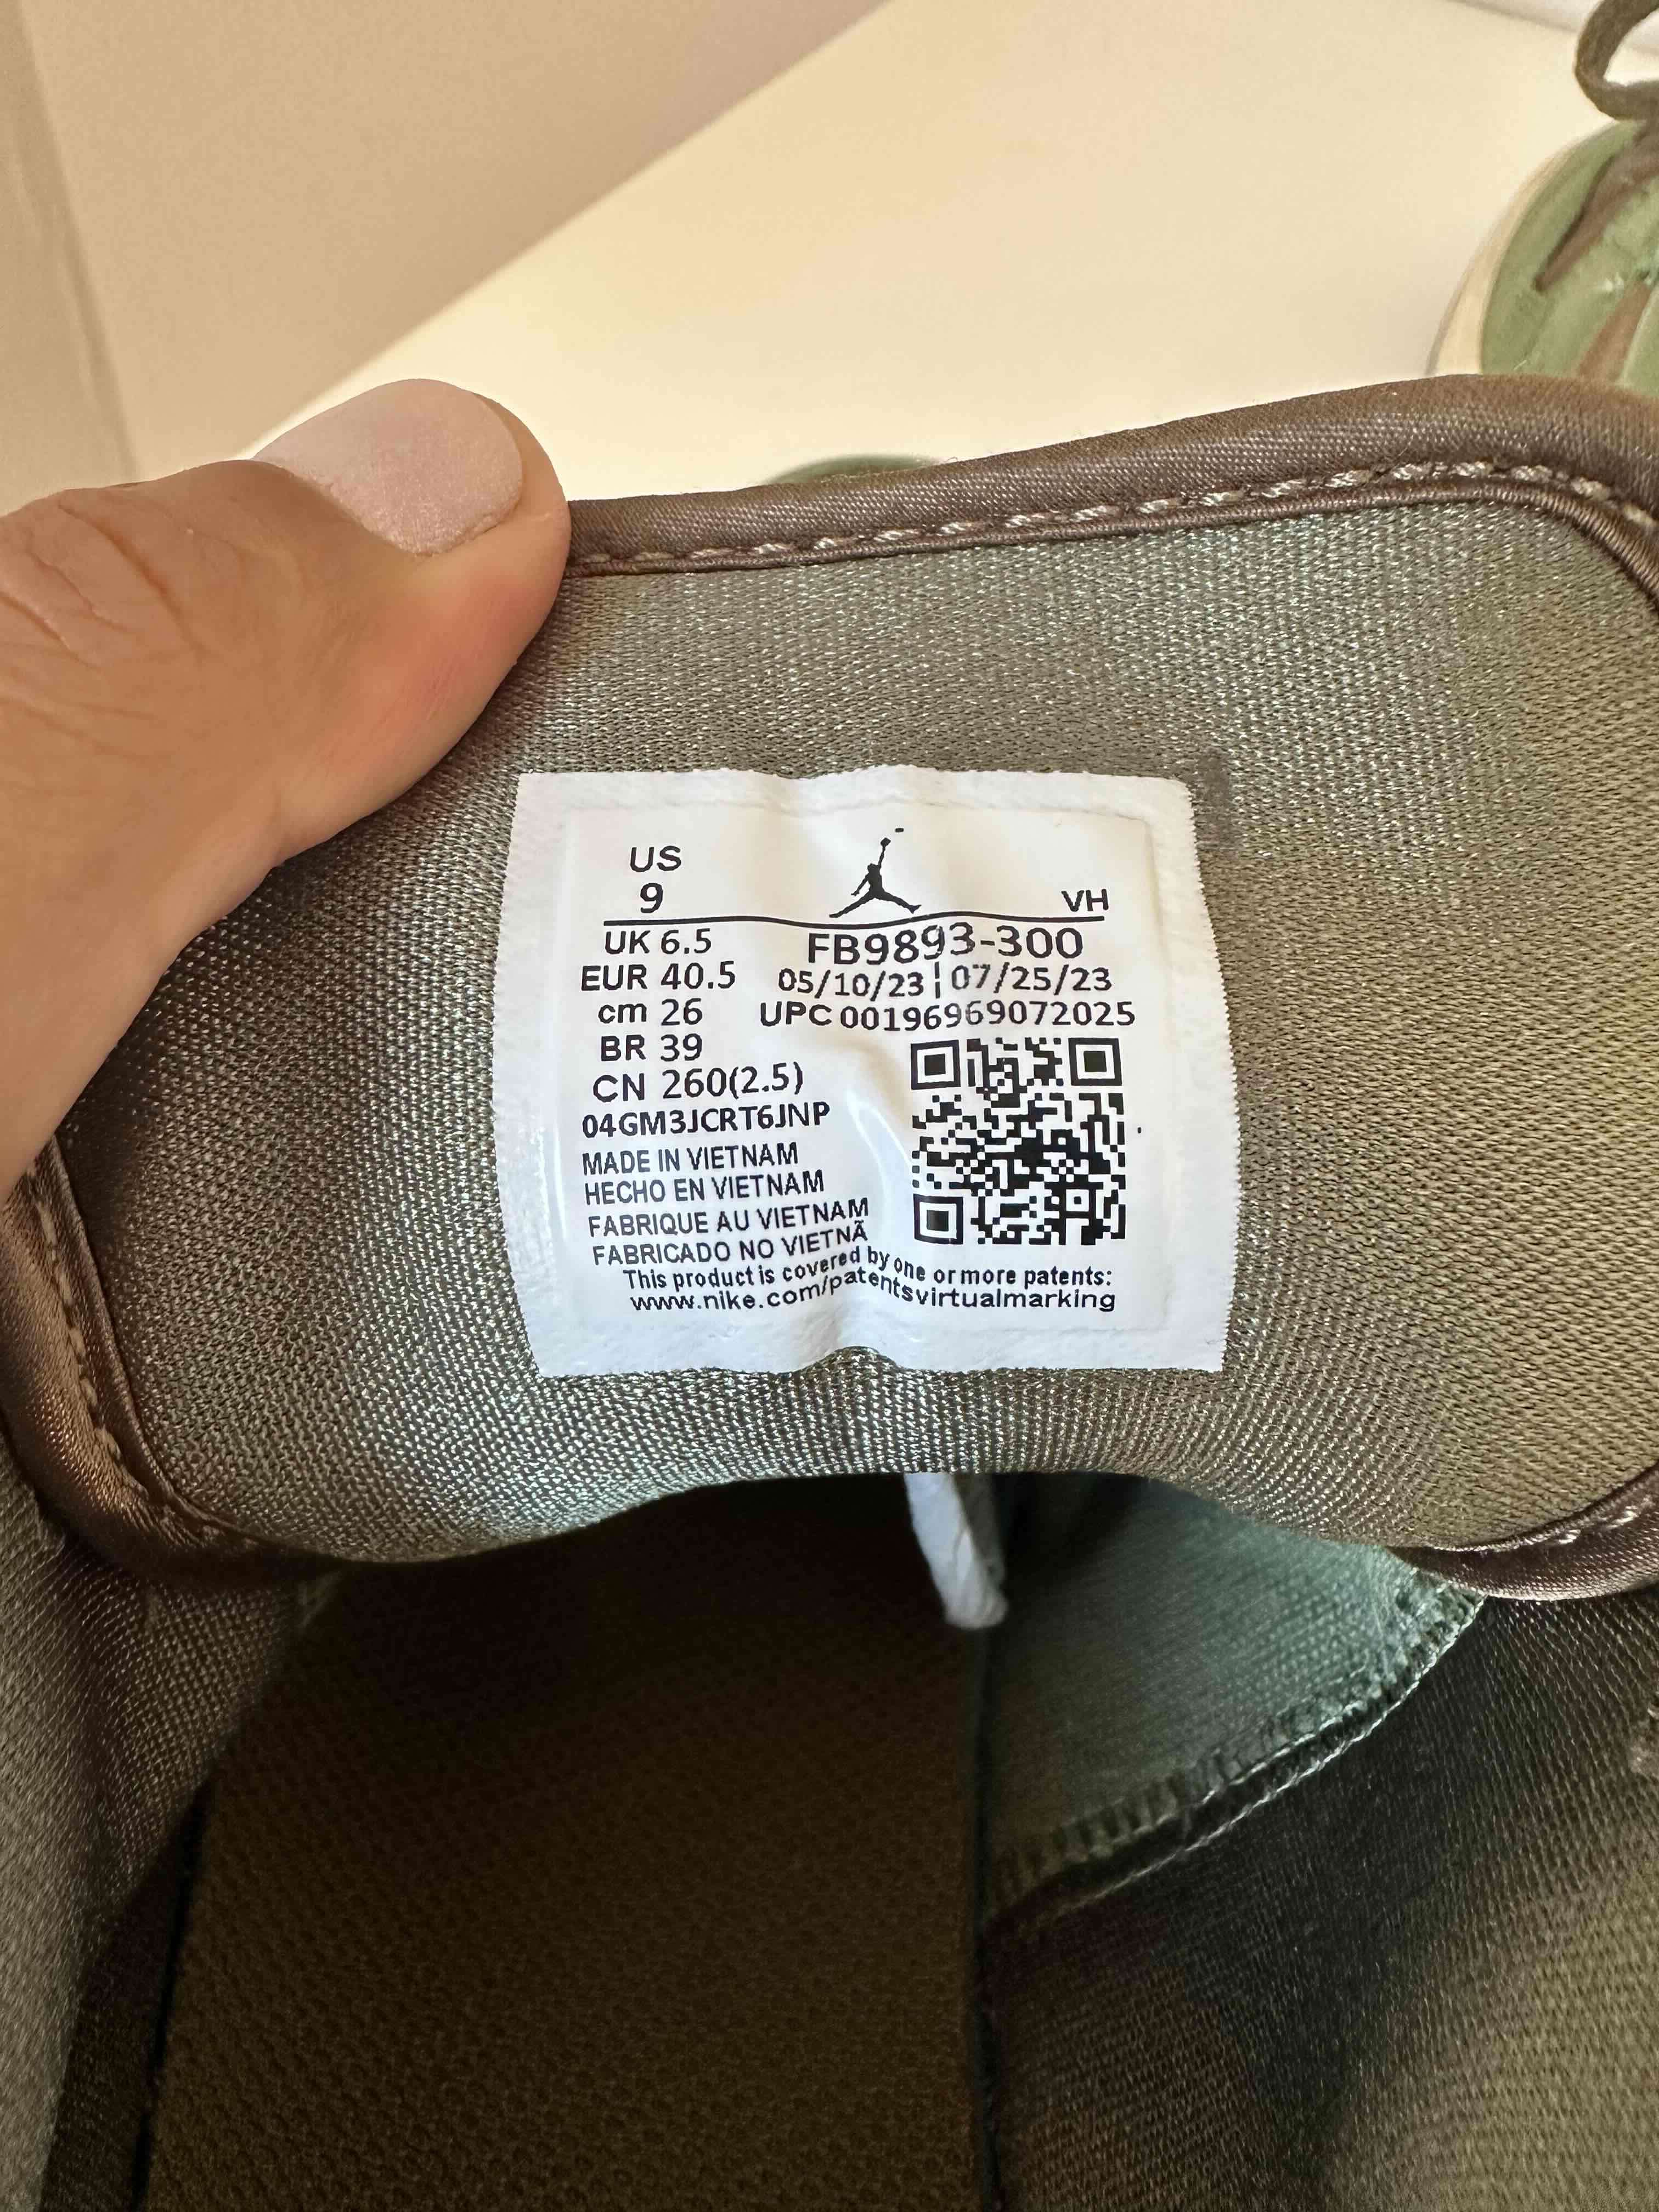 US
9
VH
UK 6.5
FB9893-300
EUR 40.5
05/10/23 | 07/25/23
cm 26
UPC 00196969072025
BR 39
CN 260(2.5)
04GM3JCRT6JNP
MADE IN VIETNAM
HECHO EN VIETNAM
FABRIQUE AU VIETNAM
FABRICADO NO VIETNÃ
This product is covered by one or more patents:
www.nike.com/patentsvirtualmarking